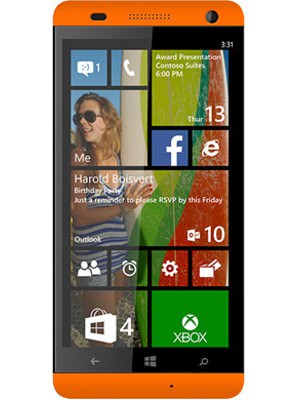 3:31
1
Award Presentation
Contoso Suites
6:00 PM
Thur 13
Me
Harold Boisvert
Birthday Party
Just a reminder to please RSVP by this Friday
Outlook
10
4
XBOX